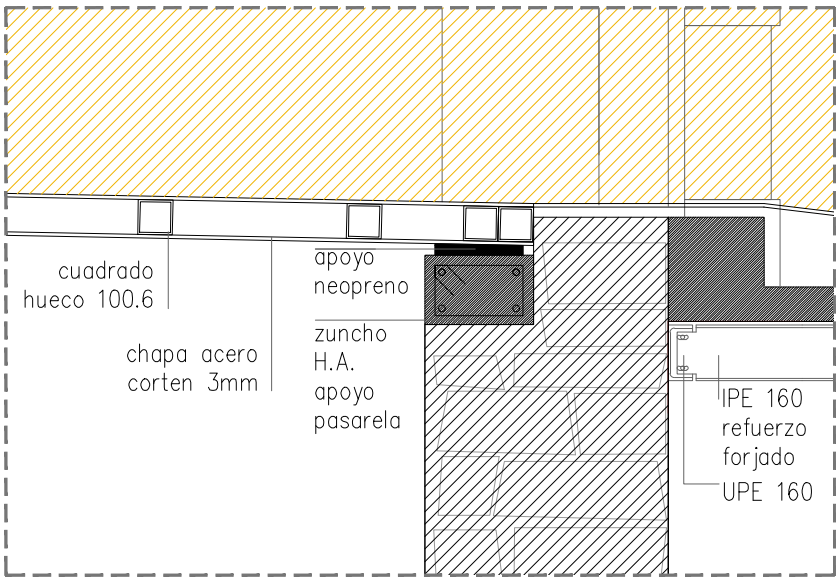 cuadrado
hueco 100.6
chapa acero
corten 3mm
apoyo
neopreno
zuncho
H.A.
apoyo
pasarela
IPE 160
refuerzo
forjado
UPE 160